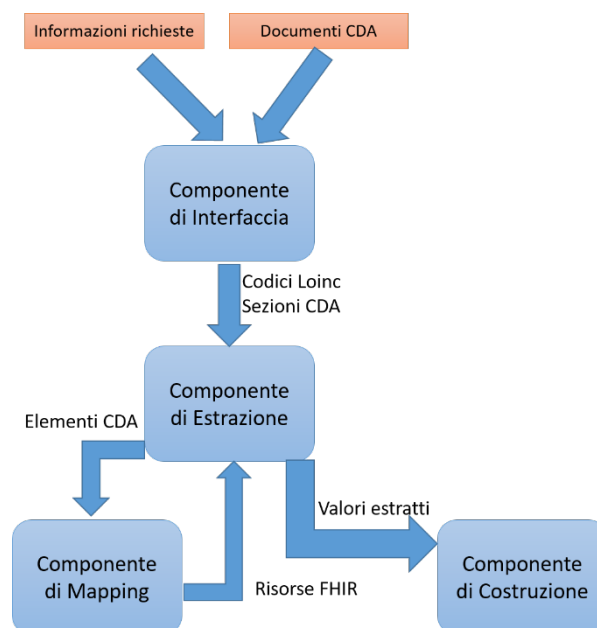 Informazioni richieste
Documenti CDA
Componente
di Interfaccia
Codici Loinc
Sezioni CDA
Componente
di Estrazione
Elementi CDA
Valori estratti
Componente
di Mapping
Risorse FHIR
Componente
di Costruzione